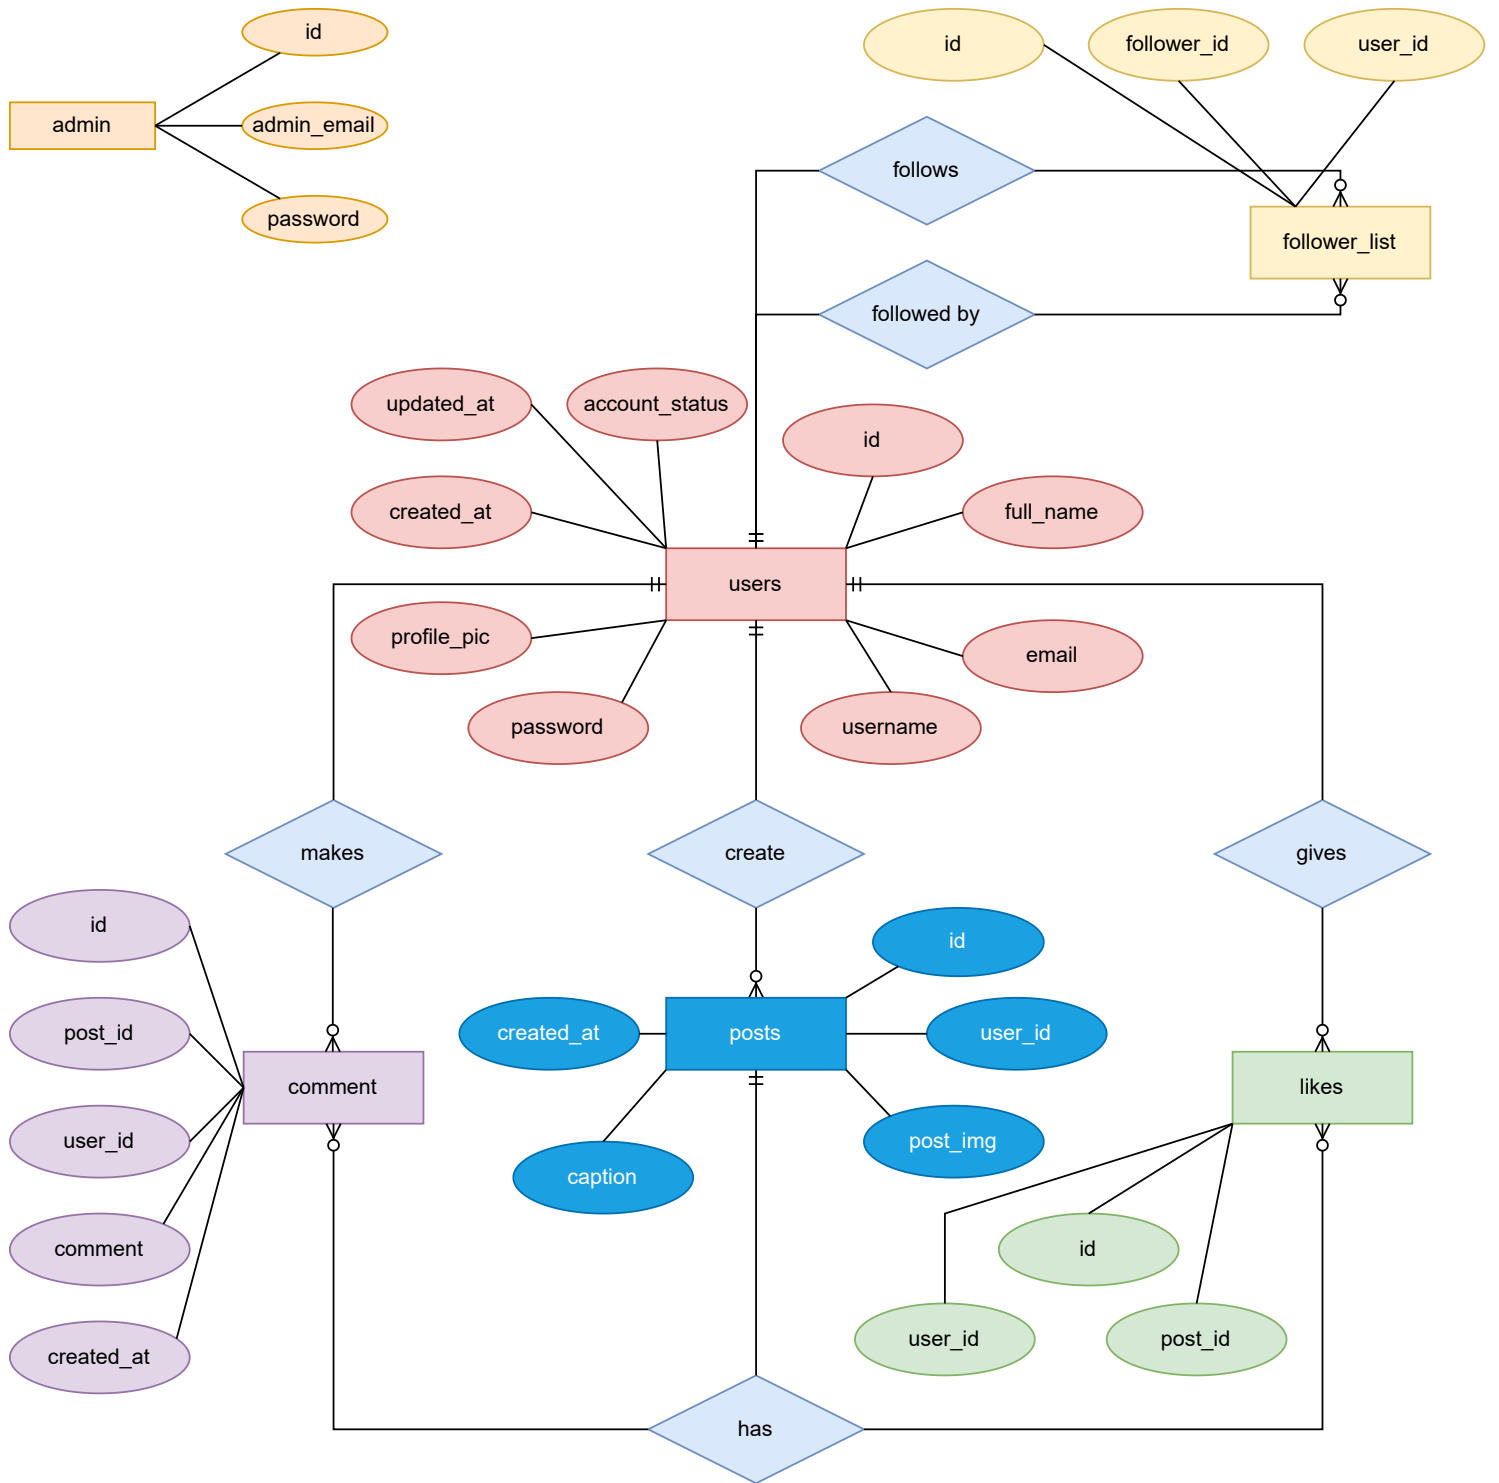 id
admin
admin_email
password
id
follower_id
user_id
follows
follower_list
followed by
updated_at
account_status
id
created_at
full_name
users
profile_pic
email
password
username
makes
create
gives
id
post_id
user_id
comment
created_at
comment
id
created_at
posts
user_id
caption
post_img
likes
id
user_id
post_id
has